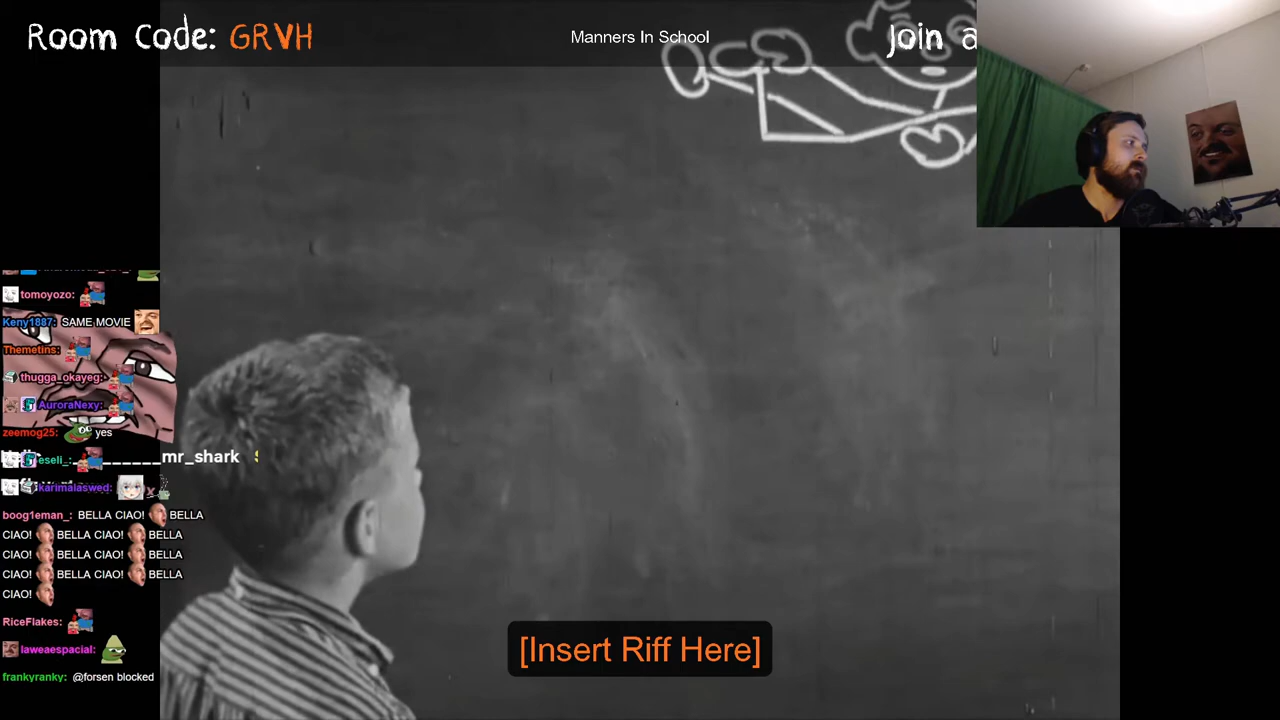 Room Code: GRVH
Manners In School
Join a
tomoyozo:
Keny1887: SAME MOVIE
Themetins:
thugga_okayeg:
AuroraNexy:
zeemog25: yes
mr_shark
eseli_:
karimalaswed:
boog1eman_: BELLA CIAO! BELLA
CIAO! BELLA CIAO! BELLA
CIAO! BELLA CIAO! BELLA
CIAO! BELLA CIAO! BELLA
CIAO!
RiceFlakes:
laweaespacial:
frankyranky: @forsen blocked
[Insert Riff Here]